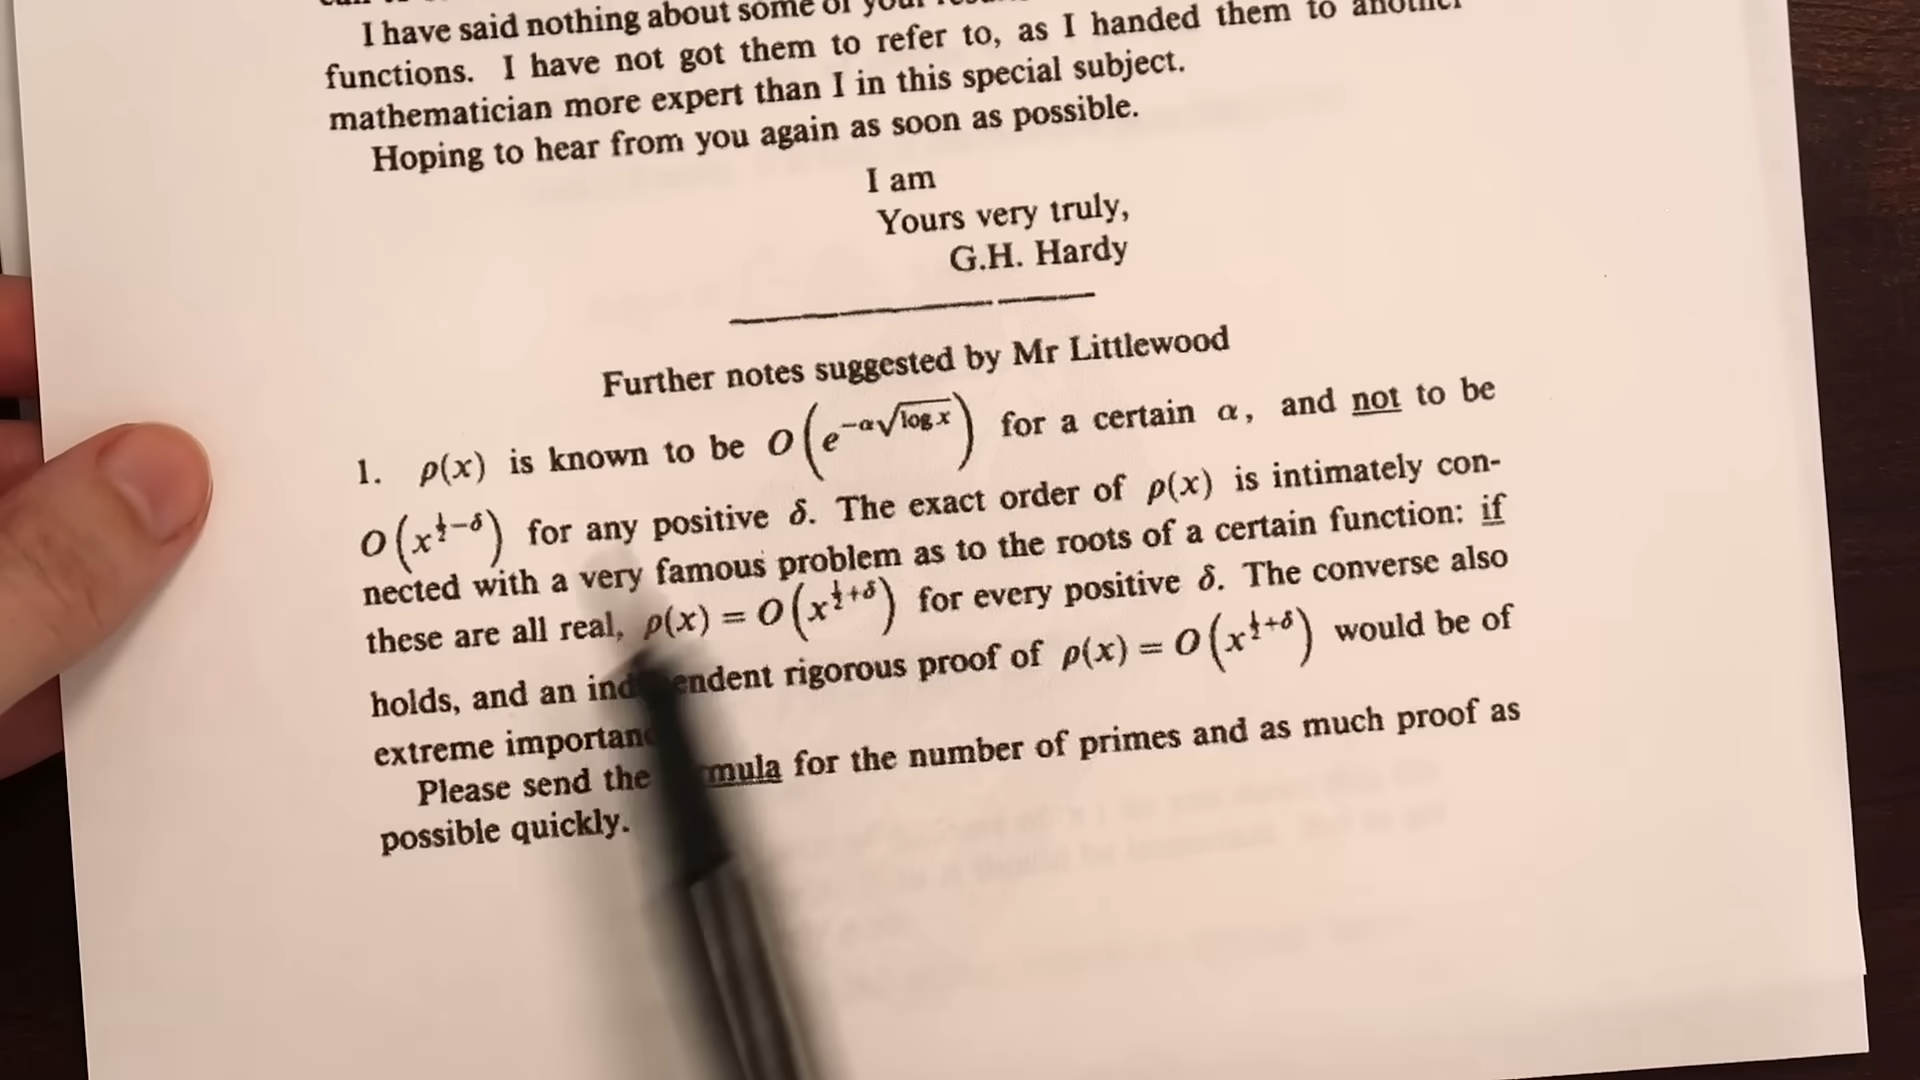 I have said nothing about some of your
functions. I have not got them to refer to, as I handed them to another
mathematician more expert than I in this special subject.
Hoping to hear from you again as soon as possible.
I am
Yours very truly,
G.H. Hardy
Further notes suggested by Mr Littlewood
1. ρ(x) is known to be O(e^{-α√log x}) for a certain α, and not to be
O(x^{½-δ}) for any positive δ. The exact order of ρ(x) is intimately con-
nected with a very famous problem as to the roots of a certain function: if
these are all real, ρ(x) = O(x^{½+δ}) for every positive δ. The converse also
holds, and an independent rigorous proof of ρ(x) = O(x^{½+δ}) would be of
extreme importanc
Please send the formula for the number of primes and as much proof as
possible quickly.